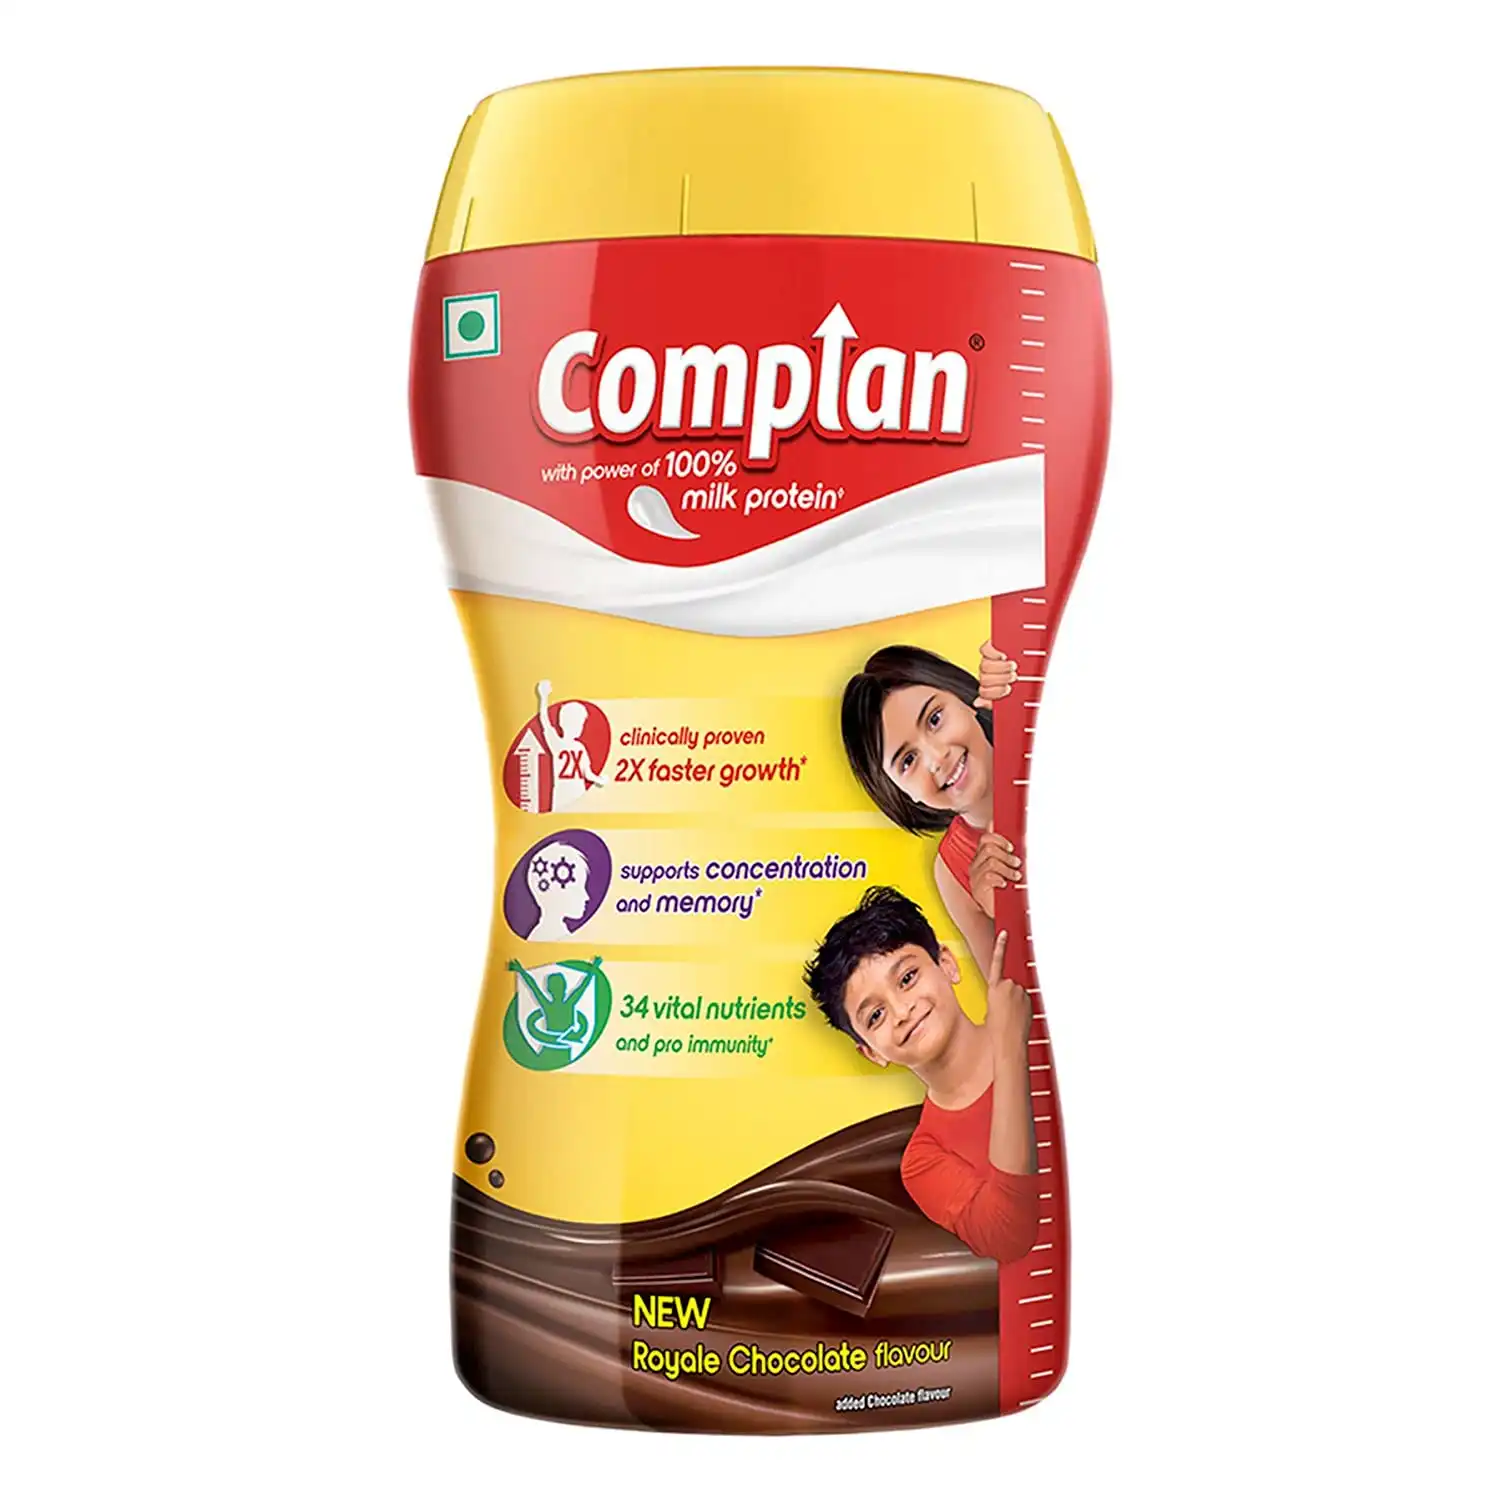 Complan®
with power of 100%
milk protein◊
2X
clinically proven
2X faster growth*
supports concentration
and memory*
34 vital nutrients
and pro immunity*
NEW
Royale Chocolate flavour
added Chocolate flavour